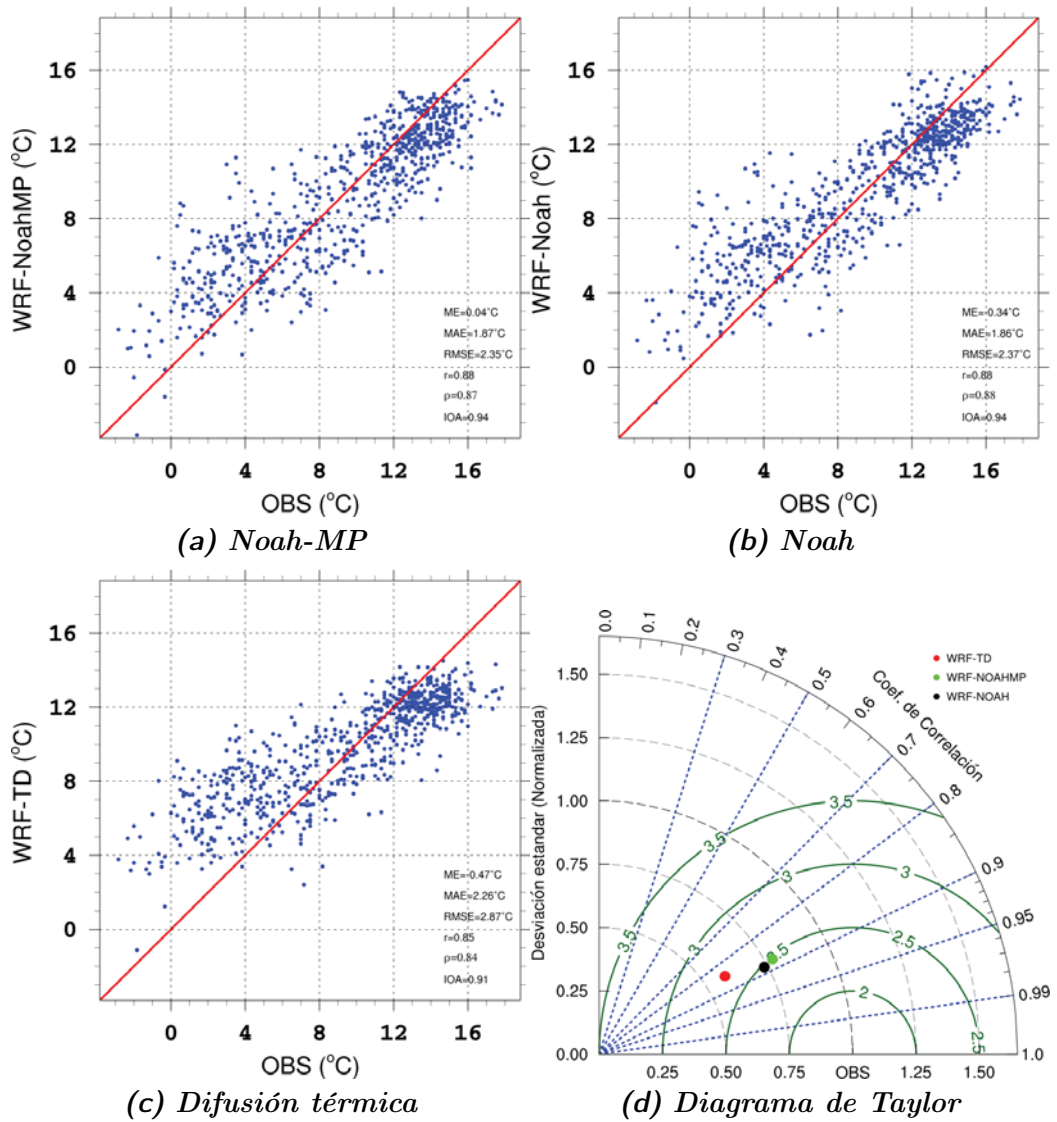 16
12
8
4
0
WRF-NoahMP (°C)
ME=0.04°C
MAE=1.87°C
RMSE=2.35°C
r=0.88
ρ=0.87
IOA=0.94
0 4 8 12 16
OBS (°C)
(a) Noah-MP
16
12
8
4
0
WRF-Noah (°C)
ME=-0.34°C
MAE=1.86°C
RMSE=2.37°C
r=0.88
ρ=0.88
IOA=0.94
0 4 8 12 16
OBS (°C)
(b) Noah
16
12
8
4
0
WRF-TD (°C)
ME=-0.47°C
MAE=2.26°C
RMSE=2.87°C
r=0.85
ρ=0.84
IOA=0.91
0 4 8 12 16
OBS (°C)
(c) Difusión térmica
WRF-TD
WRF-NOAHMP
WRF-NOAH
Coef. de Correlación
0.0 0.1 0.2 0.3 0.4 0.5 0.6 0.7 0.8 0.9 0.95 0.99 1.0
Desviación estandar (Normalizada)
1.50
1.25
1.00
0.75
0.50
0.25
0.00
3.5 3.5 3.5
3 3 3
2.5 2.5 2.5
2
0.25 0.50 0.75 OBS 1.25 1.50
(d) Diagrama de Taylor